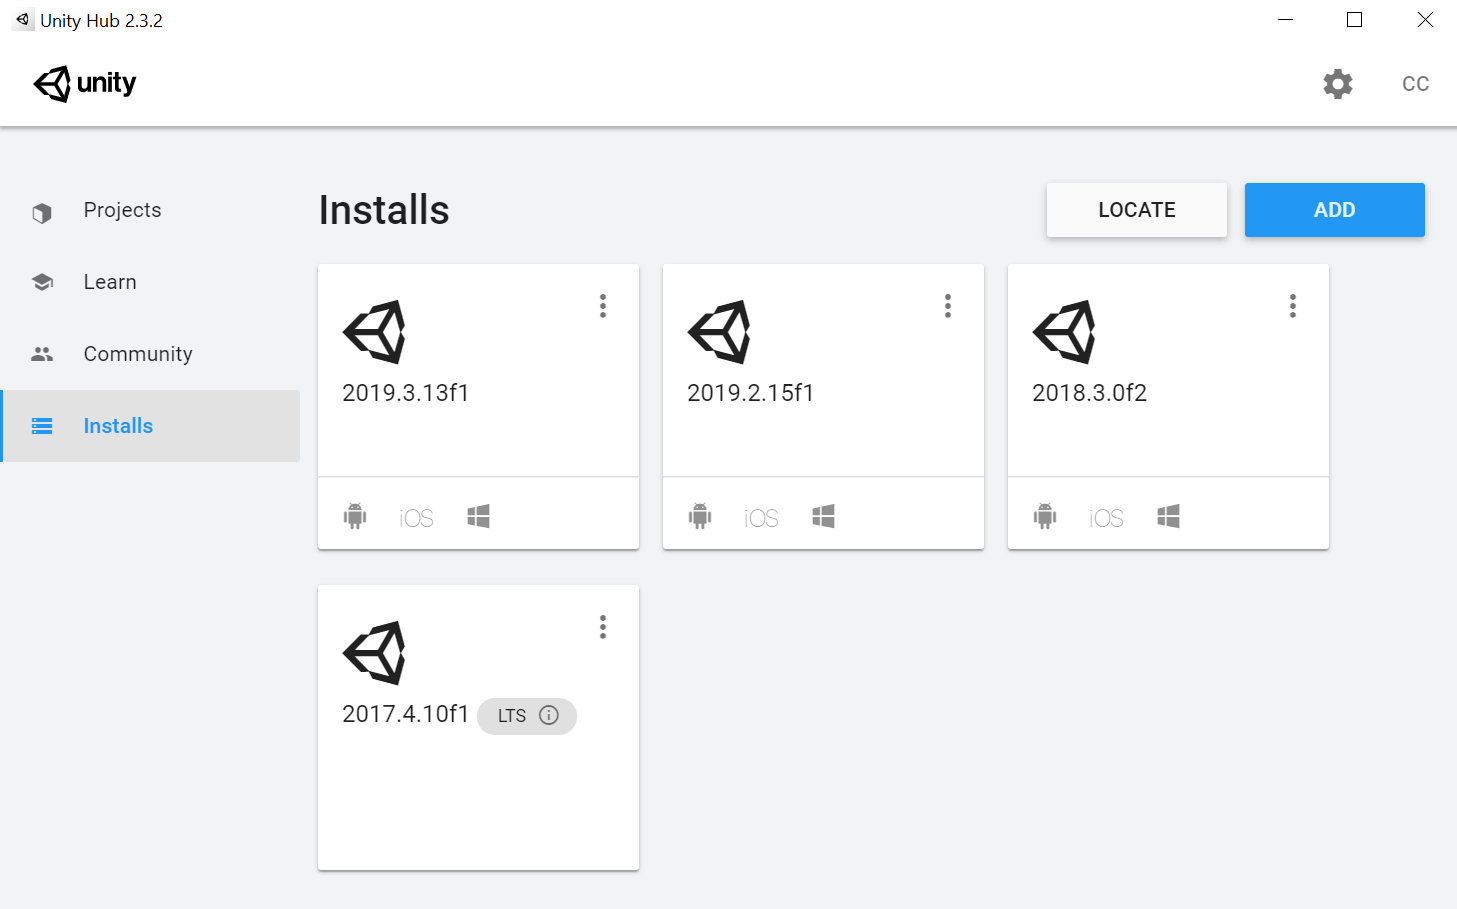 Unity Hub 2.3.2
unity
CC
Projects
Learn
Community
Installs
Installs
LOCATE
ADD
2019.3.13f1
iOS
2019.2.15f1
iOS
2018.3.0f2
iOS
2017.4.10f1 LTS